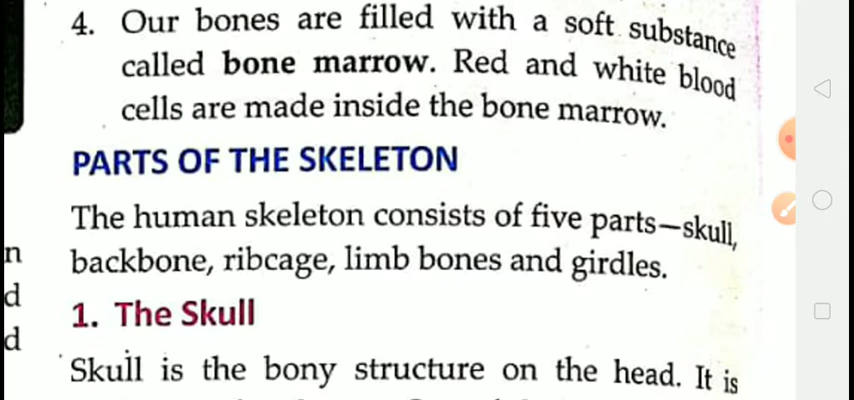 4. Our bones are filled with a soft substance
called bone marrow. Red and white blood
cells are made inside the bone marrow.
PARTS OF THE SKELETON
The human skeleton consists of five parts—skull,
n
backbone, ribcage, limb bones and girdles.
d
1. The Skull
d
Skull is the bony structure on the head. It is